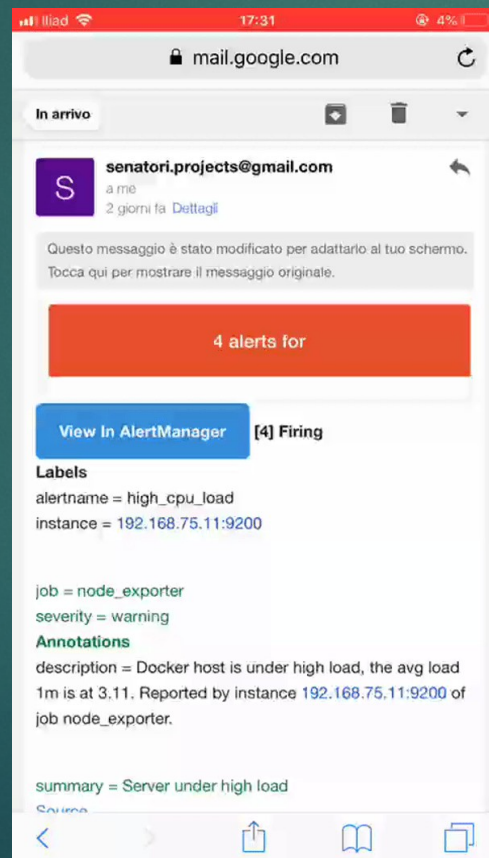 Iliad 17:31 4%
mail.google.com
In arrivo
S
senatori.projects@gmail.com
a me
2 giorni fa Dettagli
Questo messaggio è stato modificato per adattarlo al tuo schermo.
Tocca qui per mostrare il messaggio originale.
4 alerts for
View In AlertManager [4] Firing
Labels
alertname = high_cpu_load
instance = 192.168.75.11:9200
job = node_exporter
severity = warning
Annotations
description = Docker host is under high load, the avg load
1m is at 3.11. Reported by instance 192.168.75.11:9200 of
job node_exporter.
summary = Server under high load
Source